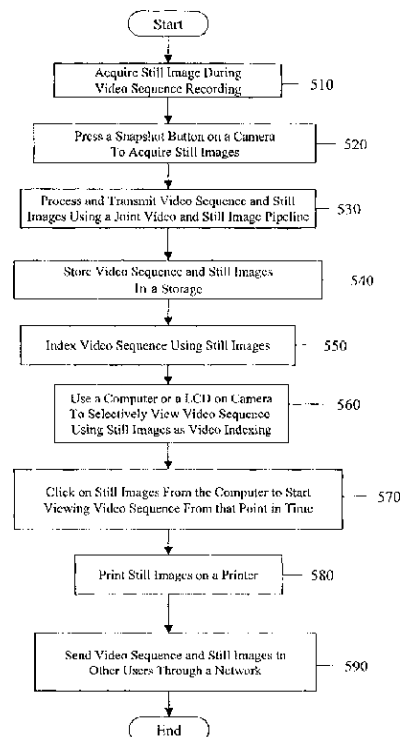 Start
Acquire Still Image During
Video Sequence Recording
510
Press a Snapshot Button on a Camera
To Acquire Still Images
520
Process and Transmit Video Sequence and Still
Images Using a Joint Video and Still Image Pipeline
530
Store Video Sequence and Still Images
In a Storage
540
Index Video Sequence Using Still Images
550
Use a Computer or a LCD on Camera
To Selectively View Video Sequence
Using Still Images as Video Indexing
560
Click on Still Images From the Computer to Start
Viewing Video Sequence From that Point in Time
570
Print Still Images on a Printer
580
Send Video Sequence and Still Images to
Other Users Through a Network
590
End